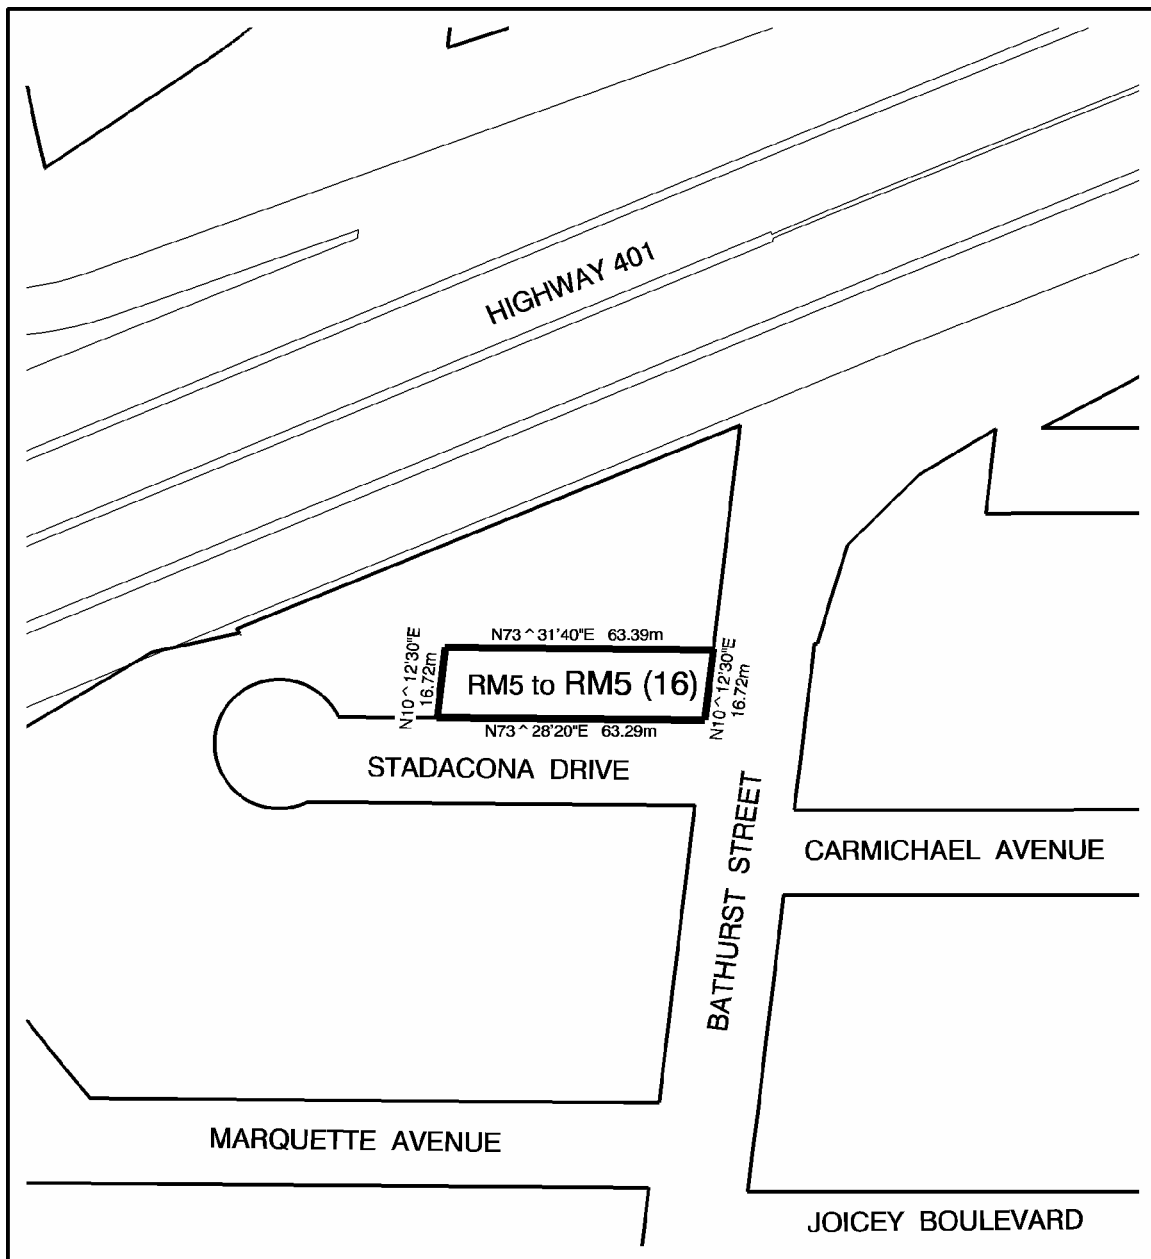 HIGHWAY 401
N73^31'40"E 63.39m
N10^12'30"E
16.72m
RM5 to RM5 (16)
N10^12'30"E
16.72m
N73^28'20"E 63.29m
STADACONA DRIVE
BATHURST STREET
CARMICHAEL AVENUE
MARQUETTE AVENUE
JOICEY BOULEVARD